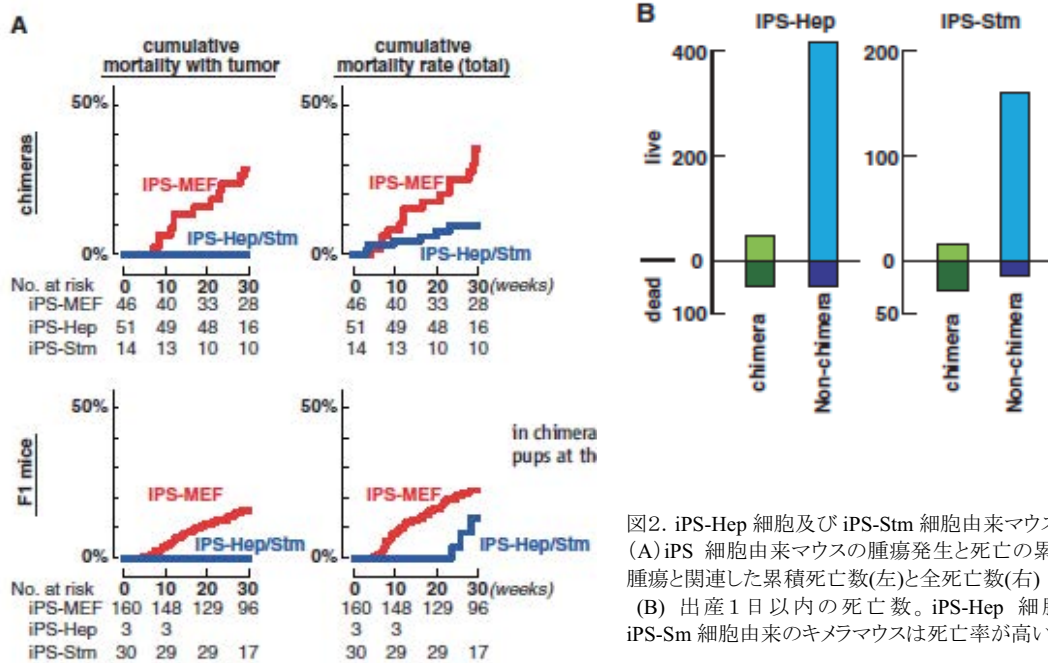 A
cumulative mortality with tumor
cumulative mortality rate (total)
chimeras
50%
IPS-MEF
IPS-Hep/Stm
0%
50%
IPS-MEF
IPS-Hep/Stm
0%
0 10 20 30
0 10 20 30 (weeks)
No. at risk
iPS-MEF 46 40 33 28 46 40 33 28
iPS-Hep 51 49 48 16 51 49 48 16
iPS-Stm 14 13 10 10 14 13 10 10
F1 mice
50%
IPS-MEF
IPS-Hep/Stm
0%
50%
IPS-MEF
IPS-Hep/Stm
0%
0 10 20 30
0 10 20 30 (weeks)
No. at risk
iPS-MEF 160 148 129 96 160 148 129 96
iPS-Hep 3 3 3 3
iPS-Stm 30 29 29 17 30 29 29 17
in chimera
pups at the
B
IPS-Hep
IPS-Stm
live
dead
400
200
0
100
200
100
0
50
chimera
Non-chimera
chimera
Non-chimera
図2. iPS-Hep 細胞及び iPS-Stm 細胞由来マウス
(A)iPS 細胞由来マウスの腫瘍発生と死亡の累
腫瘍と関連した累積死亡数(左)と全死亡数(右)
(B) 出産1日以内の死亡数。iPS-Hep 細胞
iPS-Sm 細胞由来のキメラマウスは死亡率が高い